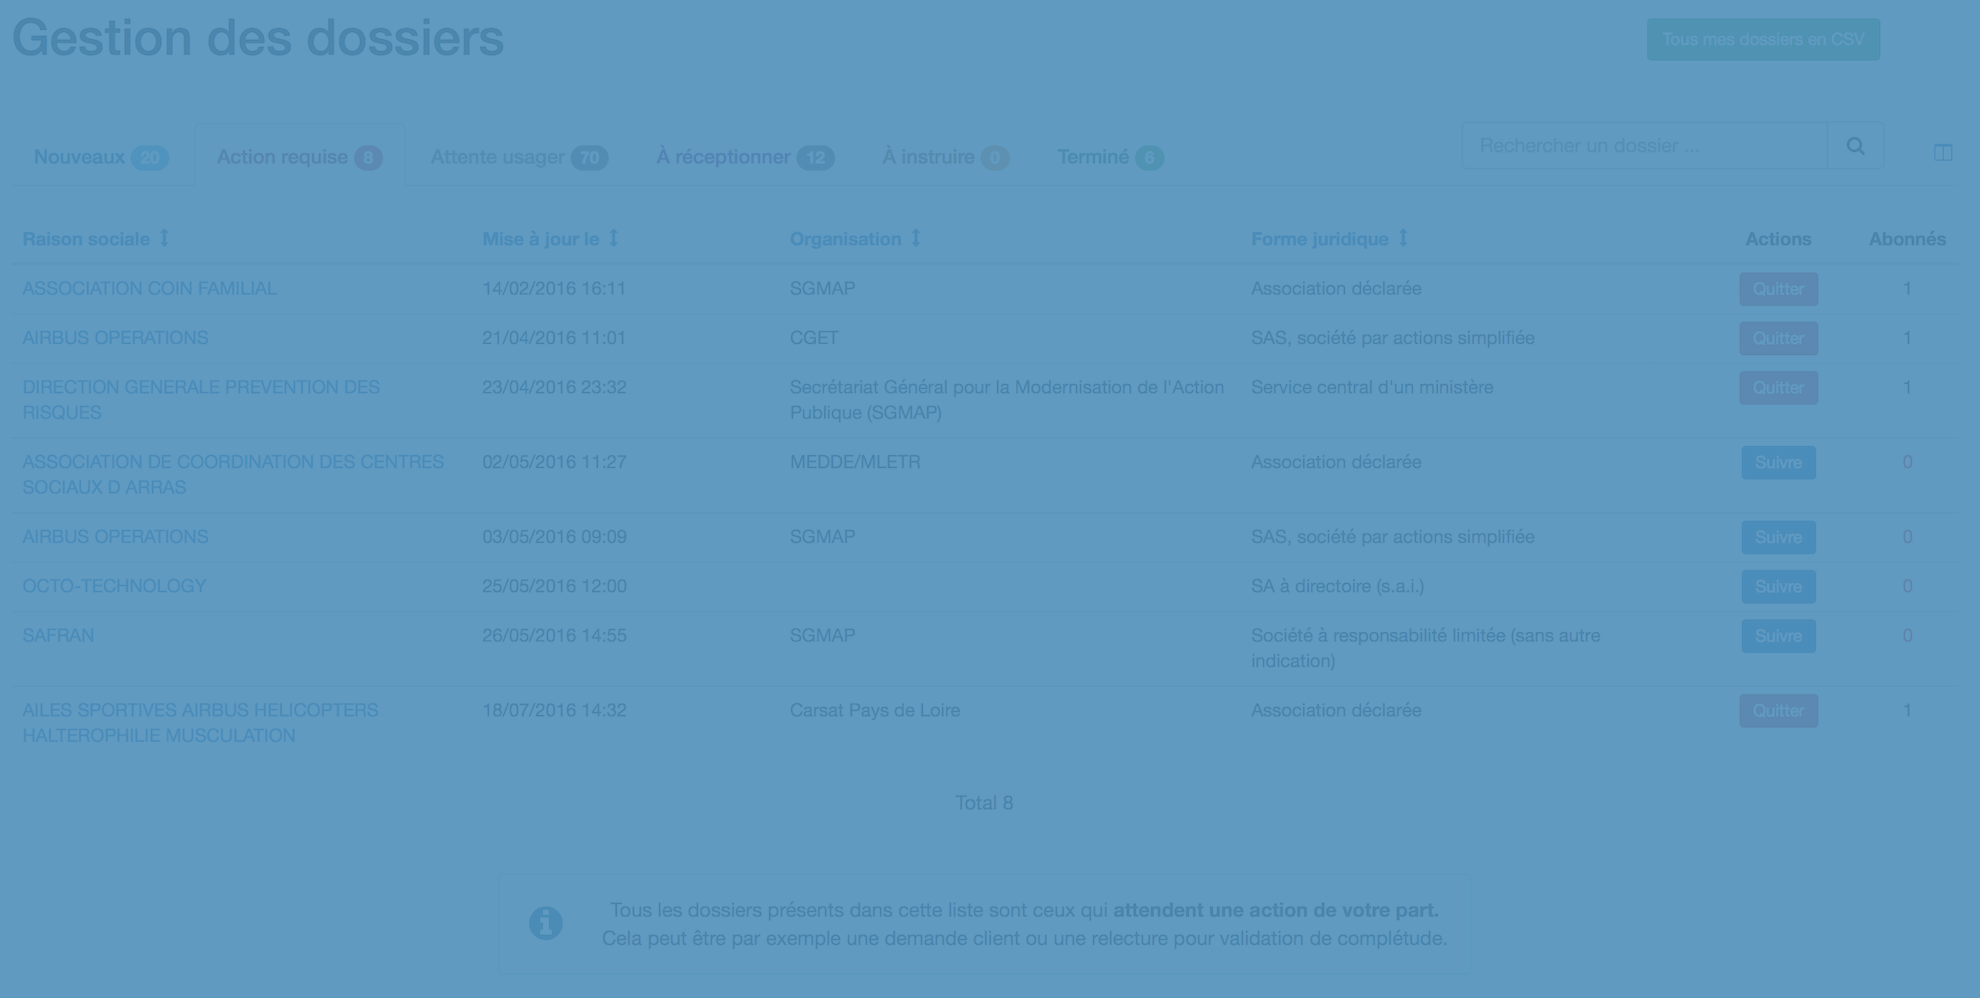 Gestion des dossiers
Tous mes dossiers en CSV
Nouveaux 20 Action requise 8 Attente usager 70 À réceptionner 12 À instruire 0 Terminé 6
Rechercher un dossier ...
Raison sociale Mise à jour le Organisation Forme juridique Actions Abonnés
ASSOCIATION COIN FAMILIAL 14/02/2016 16:11 SGMAP Association déclarée Quitter 1
AIRBUS OPERATIONS 21/04/2016 11:01 CGET SAS, société par actions simplifiée Quitter 1
DIRECTION GENERALE PREVENTION DES 23/04/2016 23:32 Secrétariat Général pour la Modernisation de l'Action Service central d'un ministère Quitter 1
RISQUES Publique (SGMAP)
ASSOCIATION DE COORDINATION DES CENTRES 02/05/2016 11:27 MEDDE/MLETR Association déclarée Suivre 0
SOCIAUX D ARRAS
AIRBUS OPERATIONS 03/05/2016 09:09 SGMAP SAS, société par actions simplifiée Suivre 0
OCTO-TECHNOLOGY 25/05/2016 12:00 SA à directoire (s.a.i.) Suivre 0
SAFRAN 26/05/2016 14:55 SGMAP Société à responsabilité limitée (sans autre Suivre 0
indication)
AILES SPORTIVES AIRBUS HELICOPTERS 18/07/2016 14:32 Carsat Pays de Loire Association déclarée Quitter 1
HALTEROPHILIE MUSCULATION
Total 8
Tous les dossiers présents dans cette liste sont ceux qui attendent une action de votre part.
Cela peut être par exemple une demande client ou une relecture pour validation de complétude.